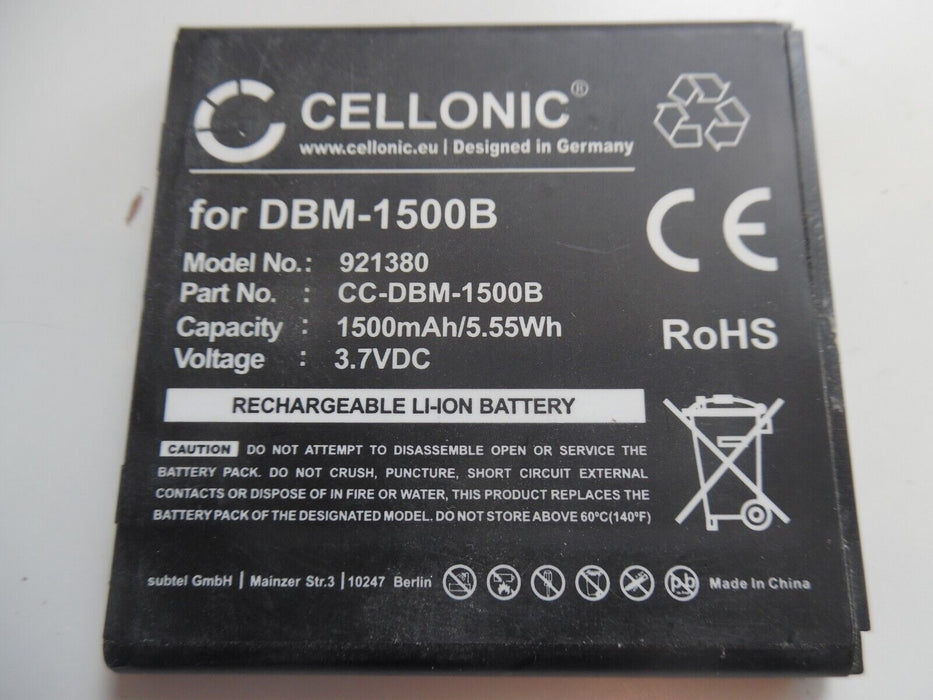 CELLONIC®
www.cellonic.eu | Designed in Germany
for DBM-1500B
Model No.: 921380
Part No. : CC-DBM-1500B
Capacity : 1500mAh/5.55Wh
Voltage : 3.7VDC
CE
RoHS
RECHARGEABLE LI-ION BATTERY
CAUTION DO NOT ATTEMPT TO DISASSEMBLE OPEN OR SERVICE THE
BATTERY PACK. DO NOT CRUSH, PUNCTURE, SHORT CIRCUIT EXTERNAL
CONTACTS OR DISPOSE OF IN FIRE OR WATER, THIS PRODUCT REPLACES THE
BATTERY PACK OF THE DESIGNATED MODEL. DO NOT STORE ABOVE 60ºC(140ºF)
subtel GmbH | Mainzer Str.3 | 10247 Berlin pb Made In China